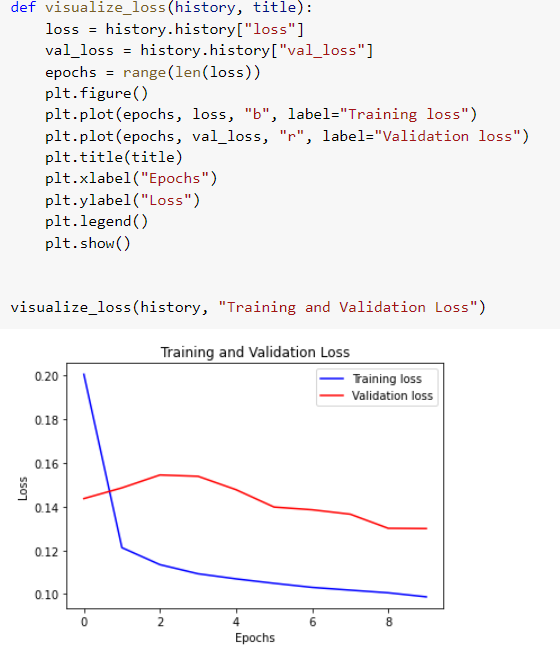 def visualize_loss(history, title):
    loss = history.history["loss"]
    val_loss = history.history["val_loss"]
    epochs = range(len(loss))
    plt.figure()
    plt.plot(epochs, loss, "b", label="Training loss")
    plt.plot(epochs, val_loss, "r", label="Validation loss")
    plt.title(title)
    plt.xlabel("Epochs")
    plt.ylabel("Loss")
    plt.legend()
    plt.show()
visualize_loss(history, "Training and Validation Loss")
Training and Validation Loss
Training loss
Validation loss
Loss
0.20
0.18
0.16
0.14
0.12
0.10
0 2 4 6 8
Epochs